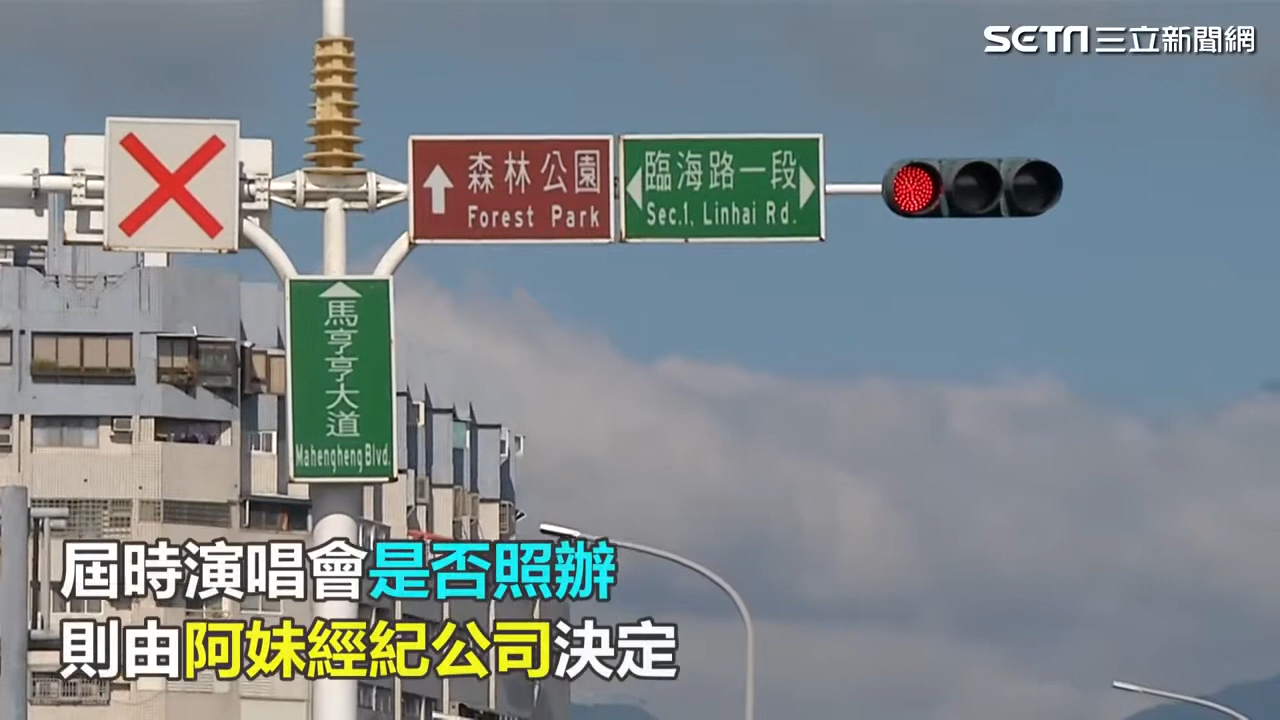 SETN三立新聞網
森林公園
Forest Park
臨海路一段
Sec.1, Linhai Rd.
馬亨亨大道
Mahengheng Blvd.
屆時演唱會是否照辦
則由阿妹經紀公司決定